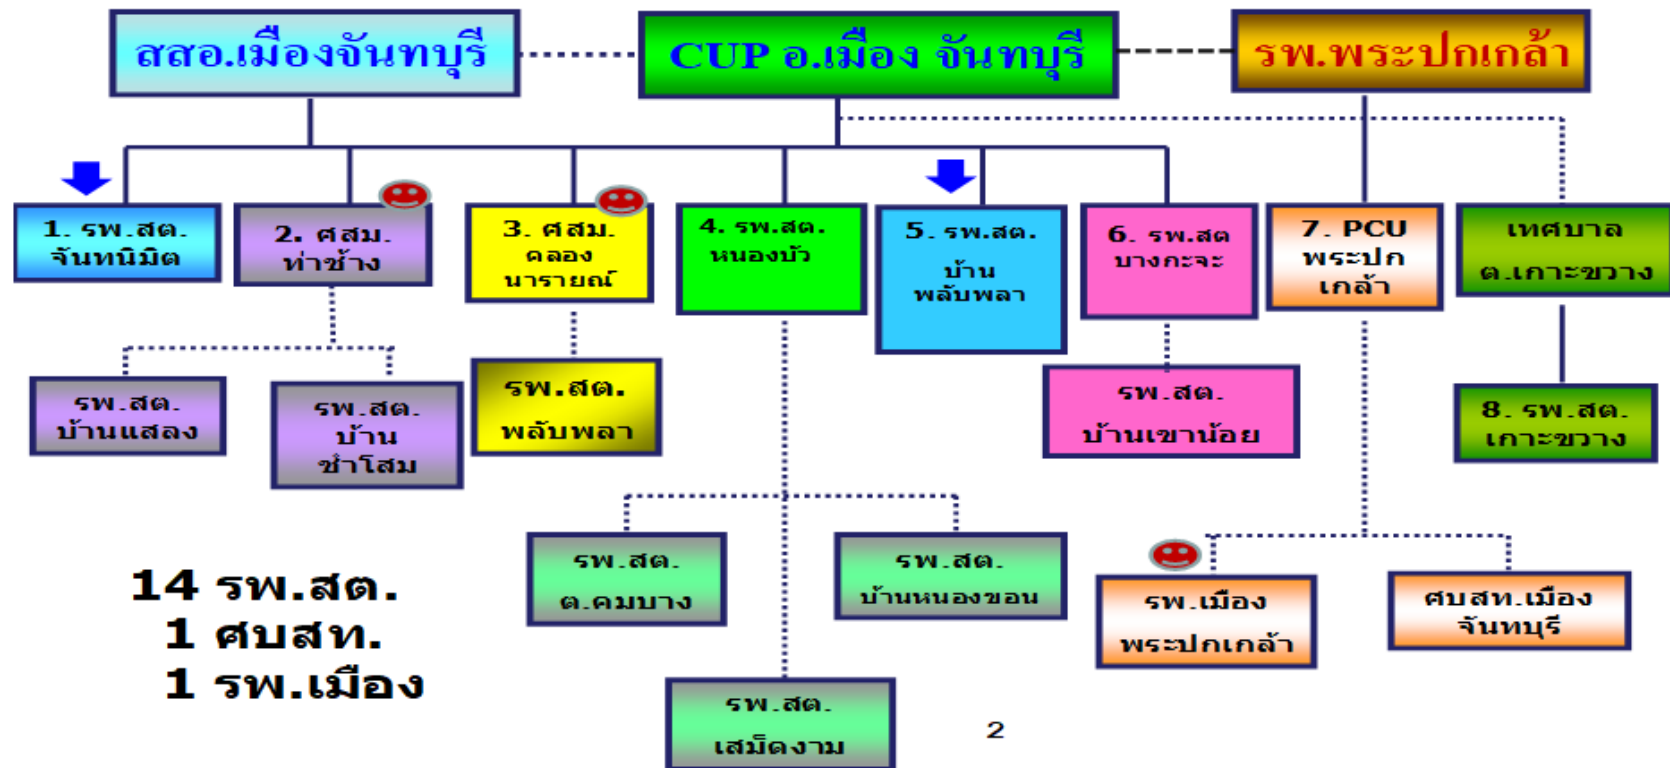 สสอ.เมืองจันทบุรี
CUP อ.เมือง จันทบุรี
รพ.พระปกเกล้า
1. รพ.สต.
จันทนิมิต
2. ศสม.
ท่าช้าง
3. ศสม.
คลอง
นารายณ์
4. รพ.สต.
หนองบัว
5. รพ.สต.
บ้าน
พลับพลา
6. รพ.สต
บางกะจะ
7. PCU
พระปก
เกล้า
เทศบาล
ต.เกาะขวาง
รพ.สต.
บ้านแสลง
รพ.สต.
บ้าน
ชำโสม
รพ.สต.
พลับพลา
รพ.สต.
บ้านเขาน้อย
8. รพ.สต.
เกาะขวาง
รพ.สต.
ต.คมบาง
รพ.สต.
บ้านหนองขอน
รพ.เมือง
พระปกเกล้า
ศบสท.เมือง
จันทบุรี
14 รพ.สต.
1 ศบสท.
1 รพ.เมือง
รพ.สต.
เสม็ดงาม
2